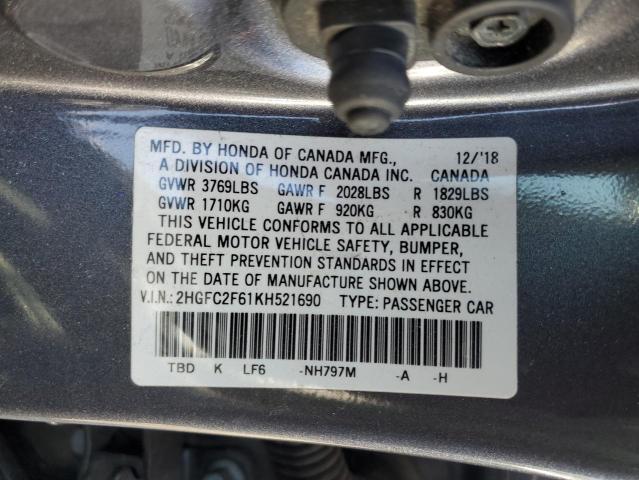 MFD. BY HONDA OF CANADA MFG., 12/'18
A DIVISION OF HONDA CANADA INC. CANADA
GVWR 3769LBS GAWR F 2028LBS R 1829LBS
GVWR 1710KG GAWR F 920KG R 830KG
THIS VEHICLE CONFORMS TO ALL APPLICABLE
FEDERAL MOTOR VEHICLE SAFETY, BUMPER,
AND THEFT PREVENTION STANDARDS IN EFFECT
ON THE DATE OF MANUFACTURE SHOWN ABOVE.
V.I.N.: 2HGFC2F61KH521690 TYPE: PASSENGER CAR
TBD K LF6 -NH797M -A -H